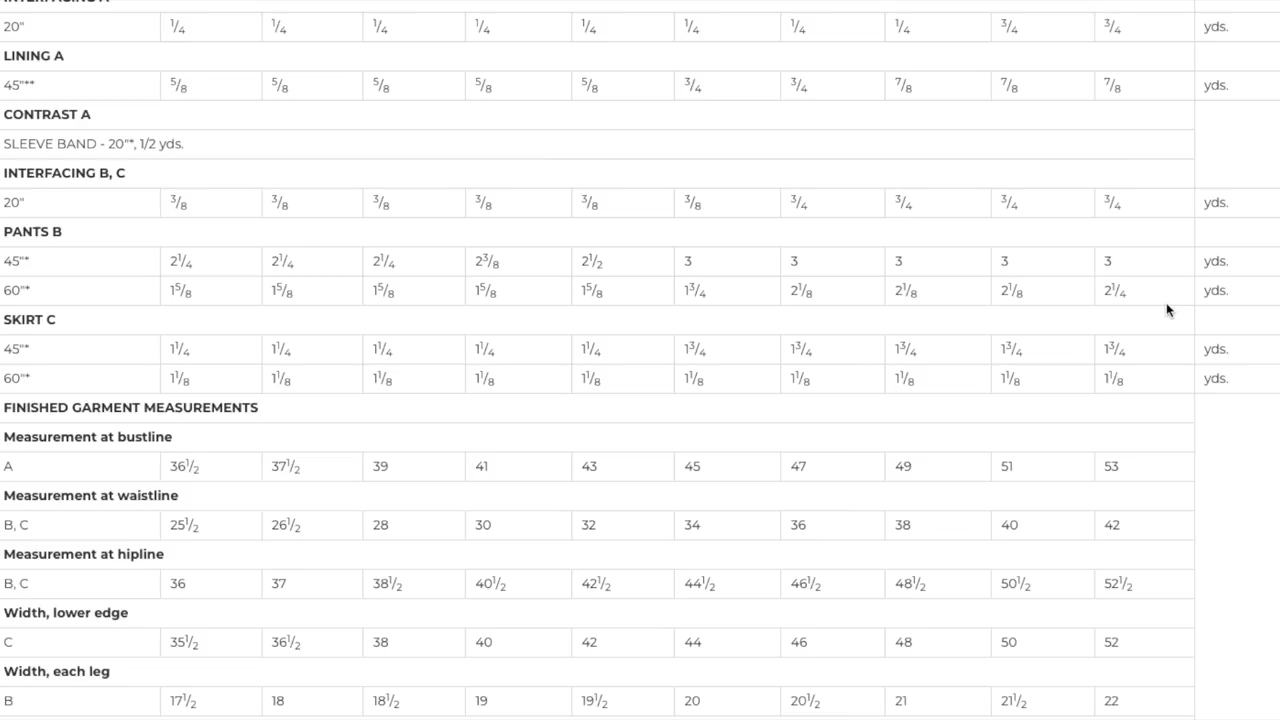 INTERFACING A
20" 1/4 1/4 1/4 1/4 1/4 1/4 1/4 1/4 3/4 3/4 yds.
LINING A
45"** 5/8 5/8 5/8 5/8 5/8 3/4 3/4 7/8 7/8 7/8 yds.
CONTRAST A
SLEEVE BAND - 20"*, 1/2 yds.
INTERFACING B, C
20" 3/8 3/8 3/8 3/8 3/8 3/8 3/4 3/4 3/4 3/4 yds.
PANTS B
45"* 2 1/4 2 1/4 2 1/4 2 3/8 2 1/2 3 3 3 3 3 yds.
60"* 1 5/8 1 5/8 1 5/8 1 5/8 1 5/8 1 3/4 2 1/8 2 1/8 2 1/8 2 1/4 yds.
SKIRT C
45"* 1 1/4 1 1/4 1 1/4 1 1/4 1 1/4 1 3/4 1 3/4 1 3/4 1 3/4 1 3/4 yds.
60"* 1 1/8 1 1/8 1 1/8 1 1/8 1 1/8 1 1/8 1 1/8 1 1/8 1 1/8 1 1/8 yds.
FINISHED GARMENT MEASUREMENTS
Measurement at bustline
A 36 1/2 37 1/2 39 41 43 45 47 49 51 53
Measurement at waistline
B, C 25 1/2 26 1/2 28 30 32 34 36 38 40 42
Measurement at hipline
B, C 36 37 38 1/2 40 1/2 42 1/2 44 1/2 46 1/2 48 1/2 50 1/2 52 1/2
Width, lower edge
C 35 1/2 36 1/2 38 40 42 44 46 48 50 52
Width, each leg
B 17 1/2 18 18 1/2 19 19 1/2 20 20 1/2 21 21 1/2 22